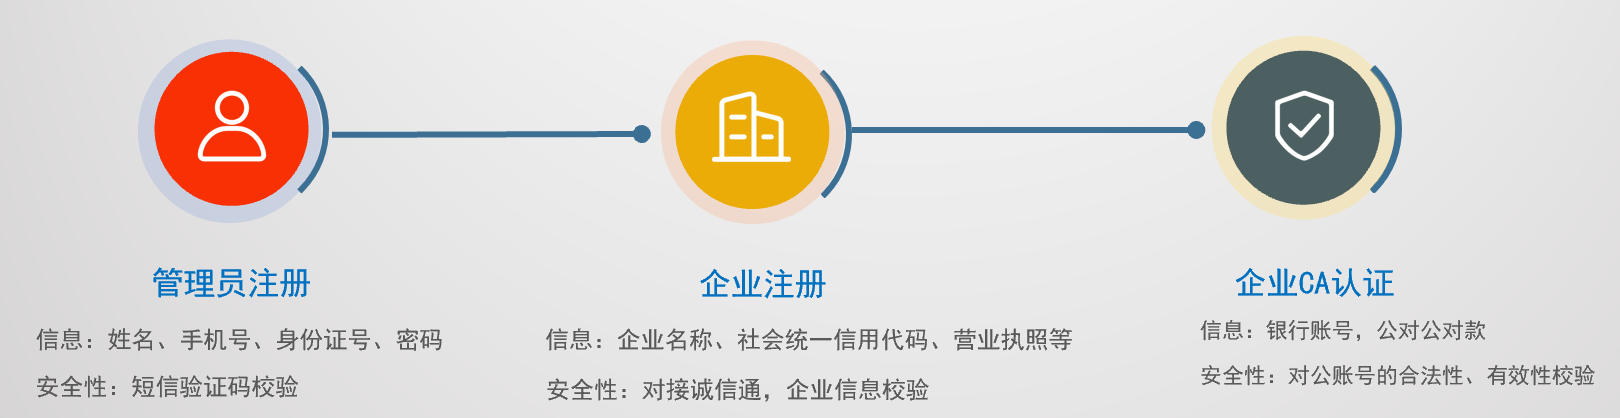 管理员注册
信息：姓名、手机号、身份证号、密码
安全性：短信验证码校验
企业注册
信息：企业名称、社会统一信用代码、营业执照等
安全性：对接诚信通，企业信息校验
企业CA认证
信息：银行账号，公对公对款
安全性：对公账号的合法性、有效性校验